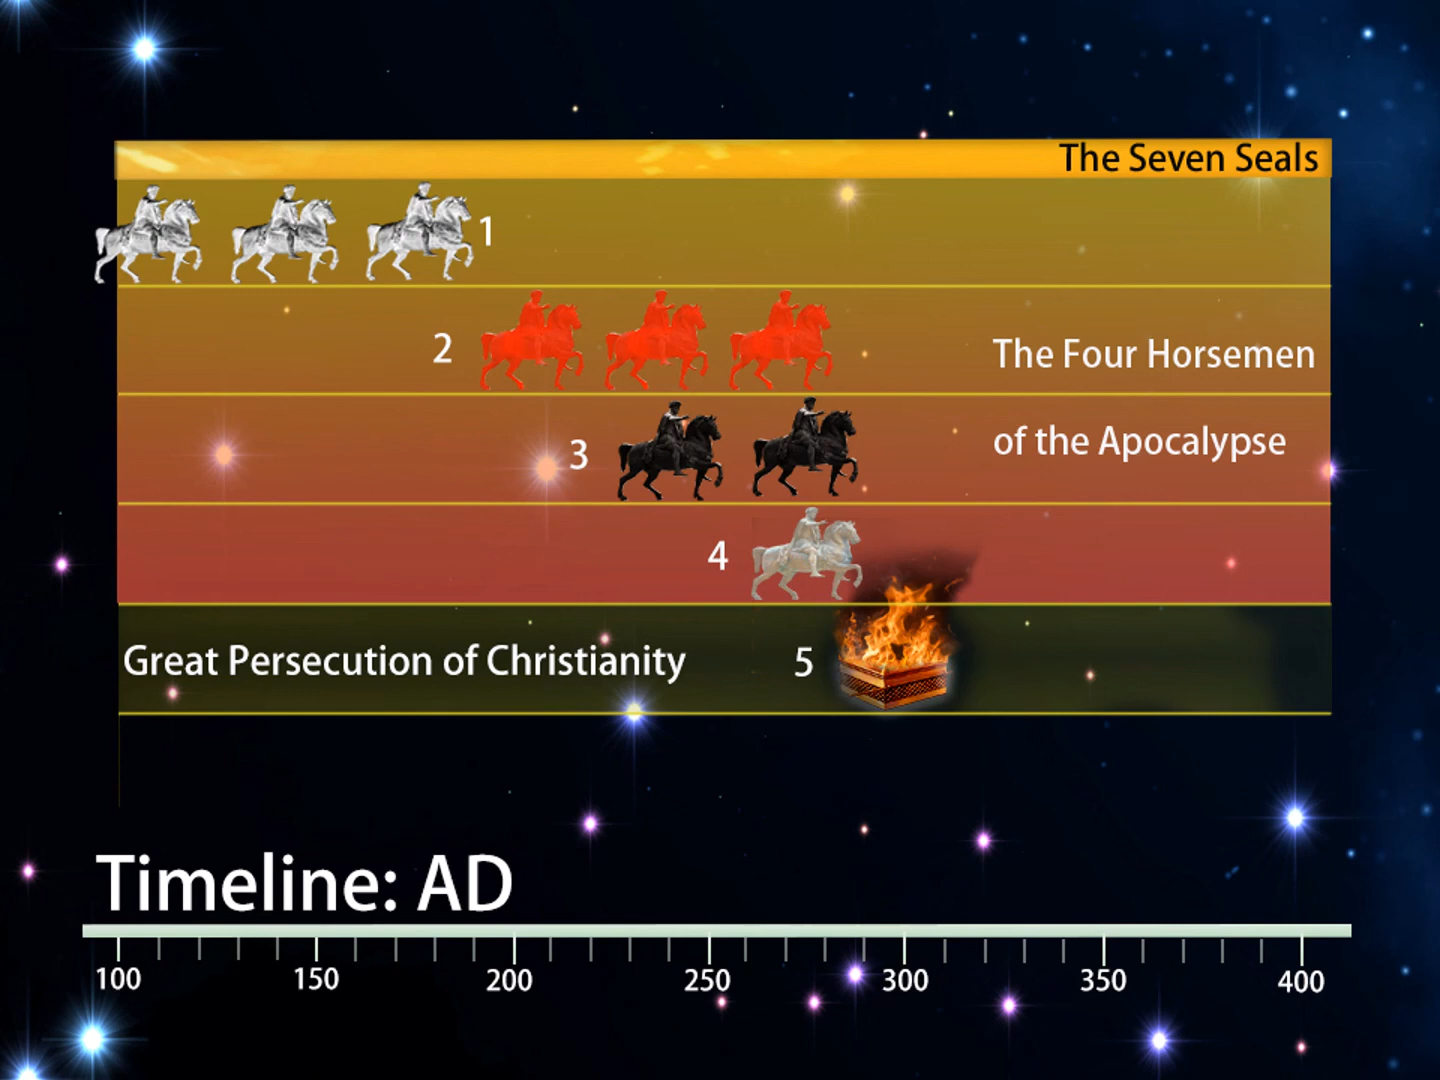 The Seven Seals
1
2
The Four Horsemen
3
of the Apocalypse
4
Great Persecution of Christianity 5
Timeline: AD
100 150 200 250 300 350 400